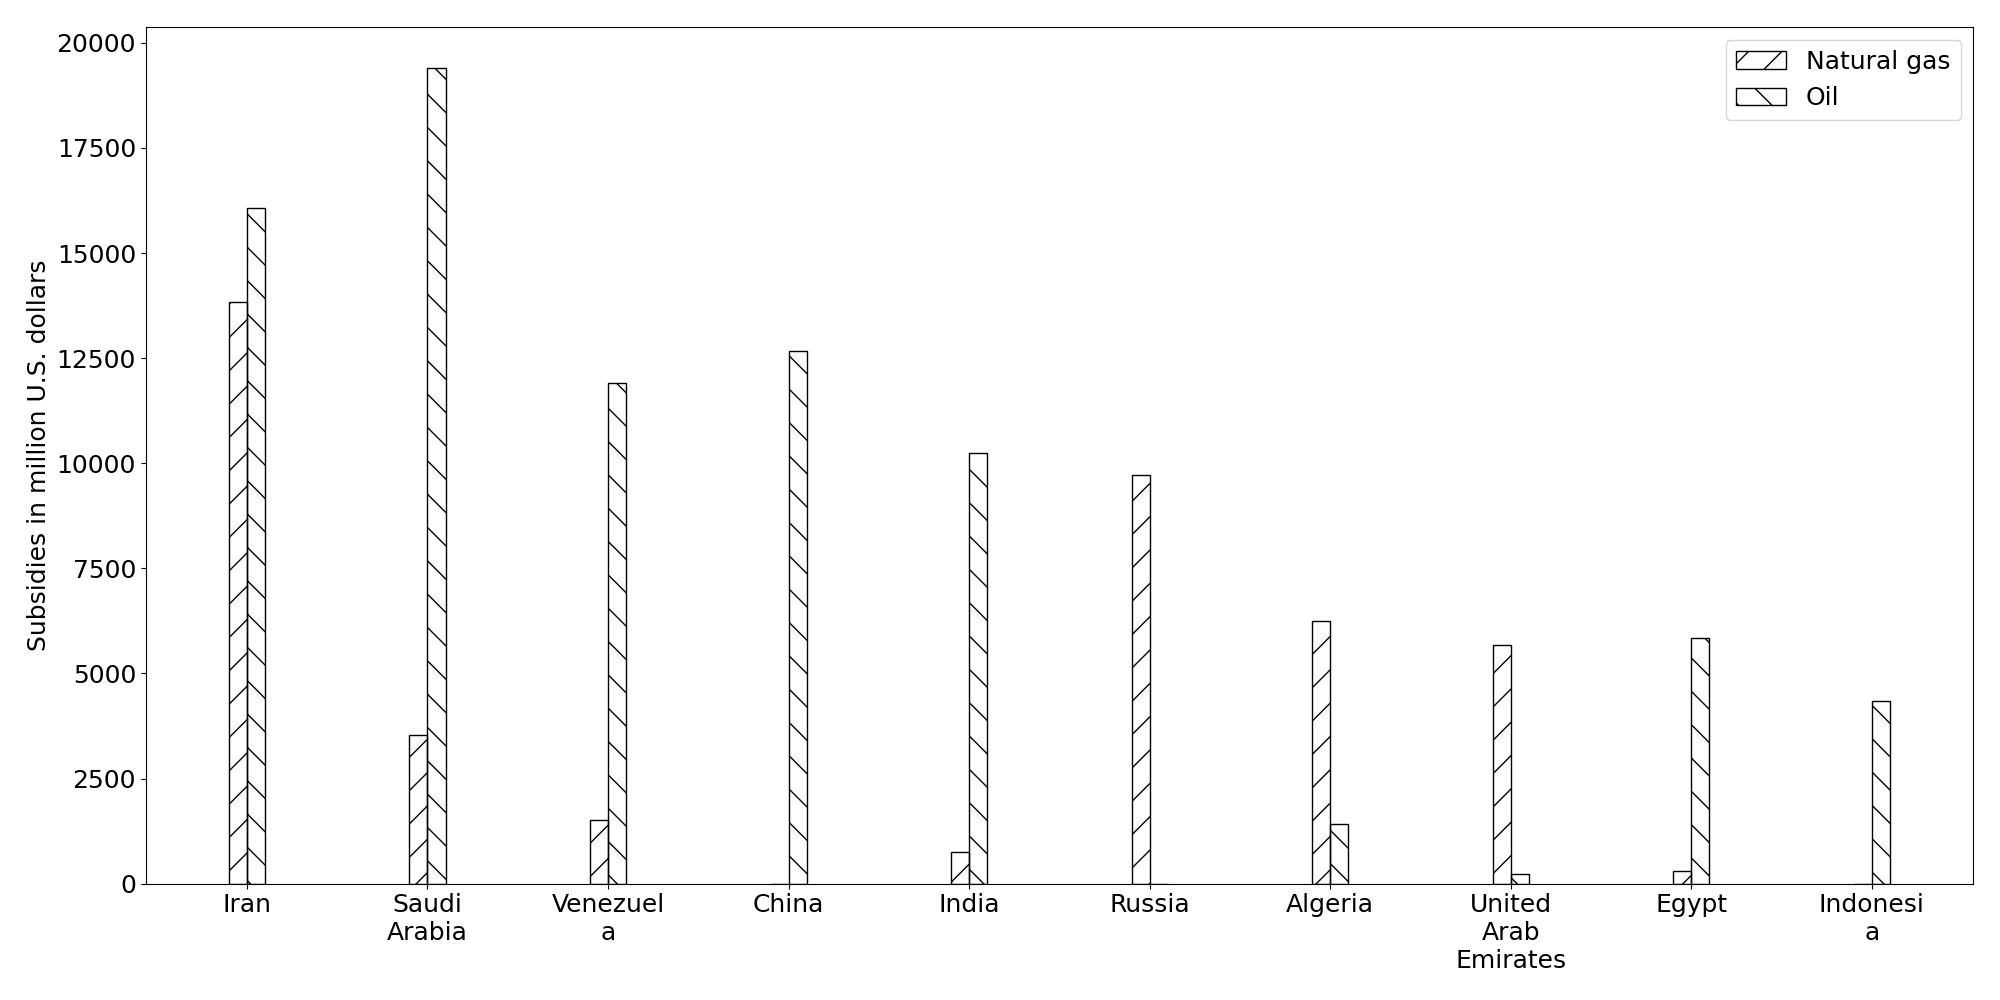 20000
17500
15000
12500
10000
7500
5000
2500
0
Subsidies in million U.S. dollars
Natural gas
Oil
Iran
Saudi
Arabia
Venezuel
a
China
India
Russia
Algeria
United
Arab
Emirates
Egypt
Indonesi
a